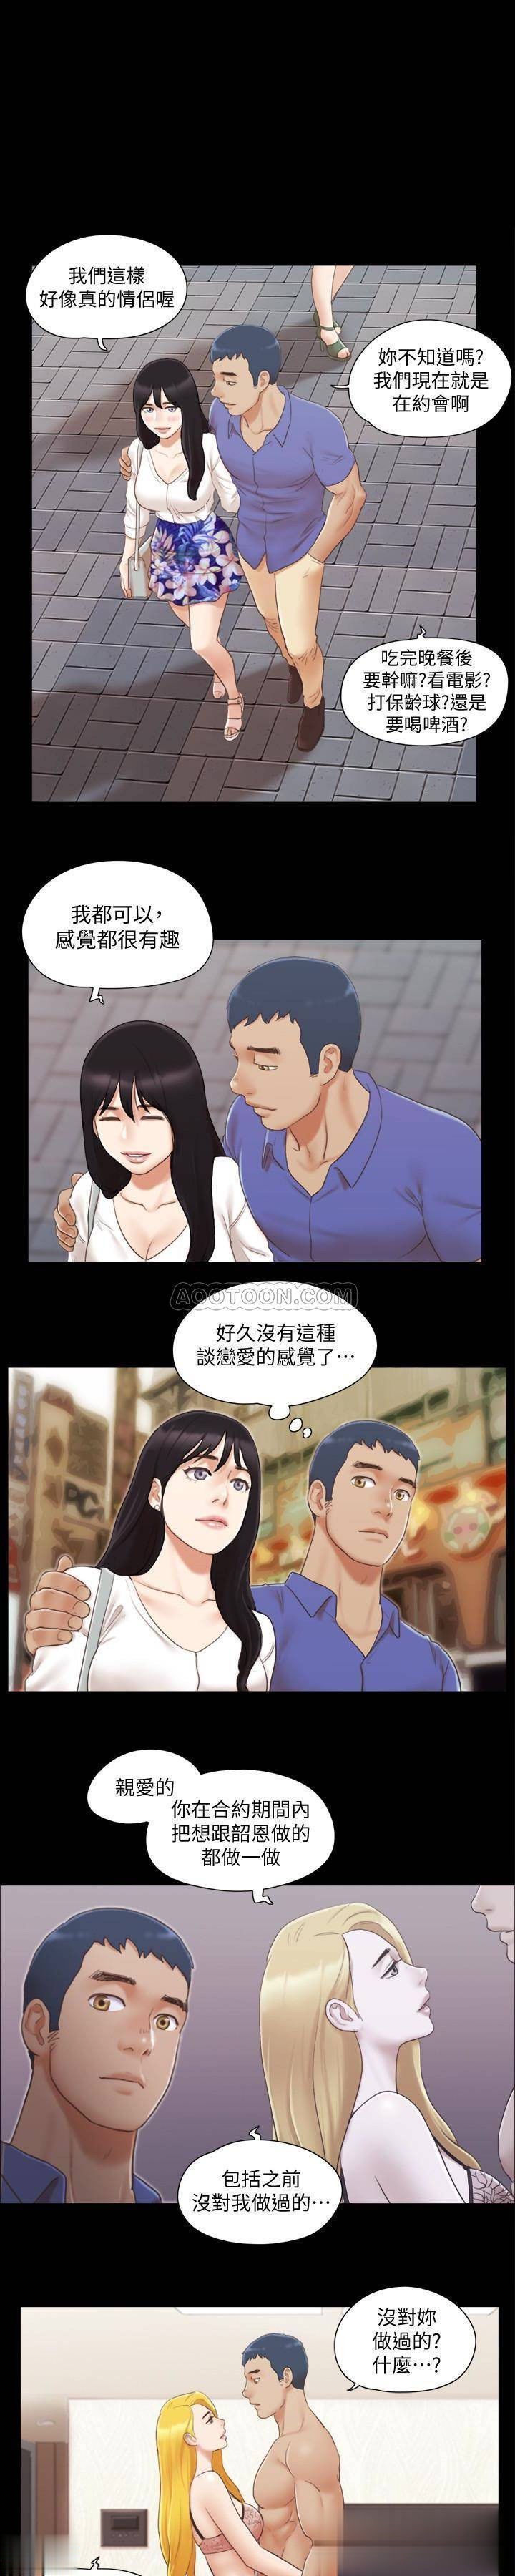 我們這樣
好像真的情侶喔
妳不知道嗎?
我們現在就是
在約會啊
吃完晚餐後
要幹嘛?看電影?
打保齡球?還是
要喝啤酒?
我都可以,
感覺都很有趣
AOOTOON.COM
好久沒有這種
談戀愛的感覺了…
親愛的
你在合約期間內
把想跟韶恩做的
都做一做
包括之前
沒對我做過的…
沒對妳
做過的?
什麼…?